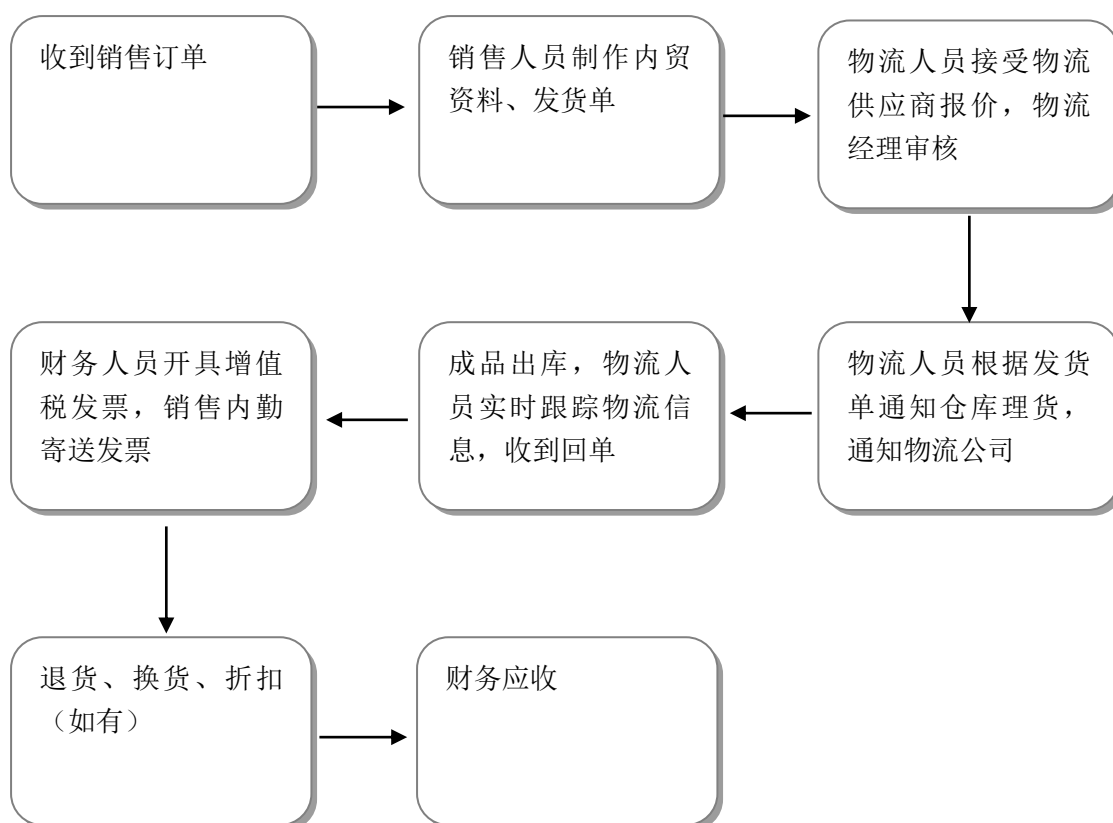 收到销售订单
销售人员制作内贸
资料、发货单
物流人员接受物流
供应商报价，物流
经理审核
物流人员根据发货
单通知仓库理货，
通知物流公司
成品出库，物流人
员实时跟踪物流信
息，收到回单
财务人员开具增值
税发票，销售内勤
寄送发票
退货、换货、折扣
（如有）
财务应收